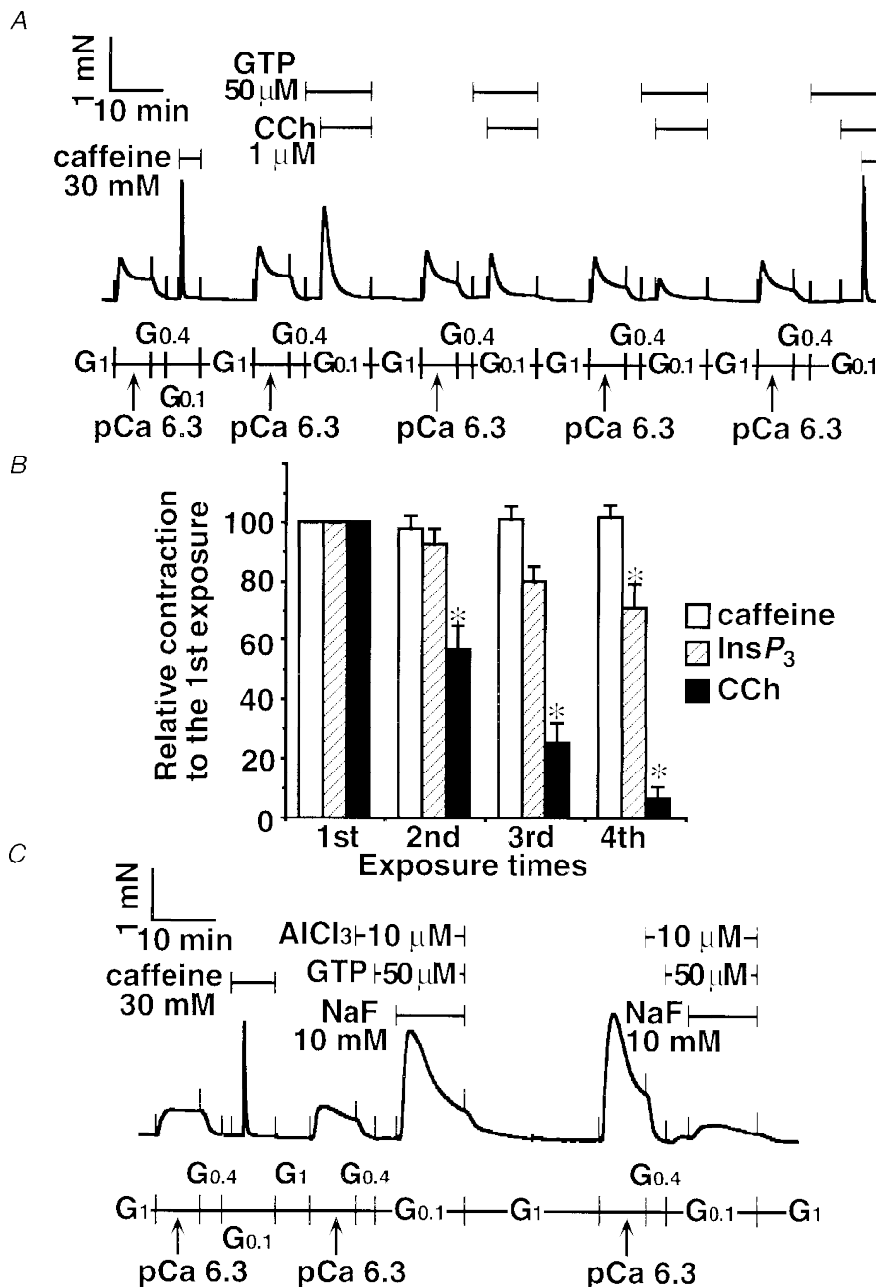 A
1 mN
10 min
GTP
50 μM
CCh
1 μM
caffeine
30 mM
G0.4 G0.4 G0.4 G0.4 G0.4
G1 G1 G0.1 G1 G0.1 G1 G0.1 G1 G0.1
G0.1
pCa 6.3 pCa 6.3 pCa 6.3 pCa 6.3 pCa 6.3
B
Relative contraction
to the 1st exposure
100
80
60
40
20
0
* * * * 
1st 2nd 3rd 4th
Exposure times
caffeine
InsP3
CCh
C
1 mN
10 min
AlCl3 10 μM 10 μM
GTP 50 μM 50 μM
caffeine
30 mM
NaF NaF
10 mM 10 mM
G0.4 G1 G0.4 G0.4
G1 G0.1 G1 G0.1 G1
G0.1
pCa 6.3 pCa 6.3 pCa 6.3